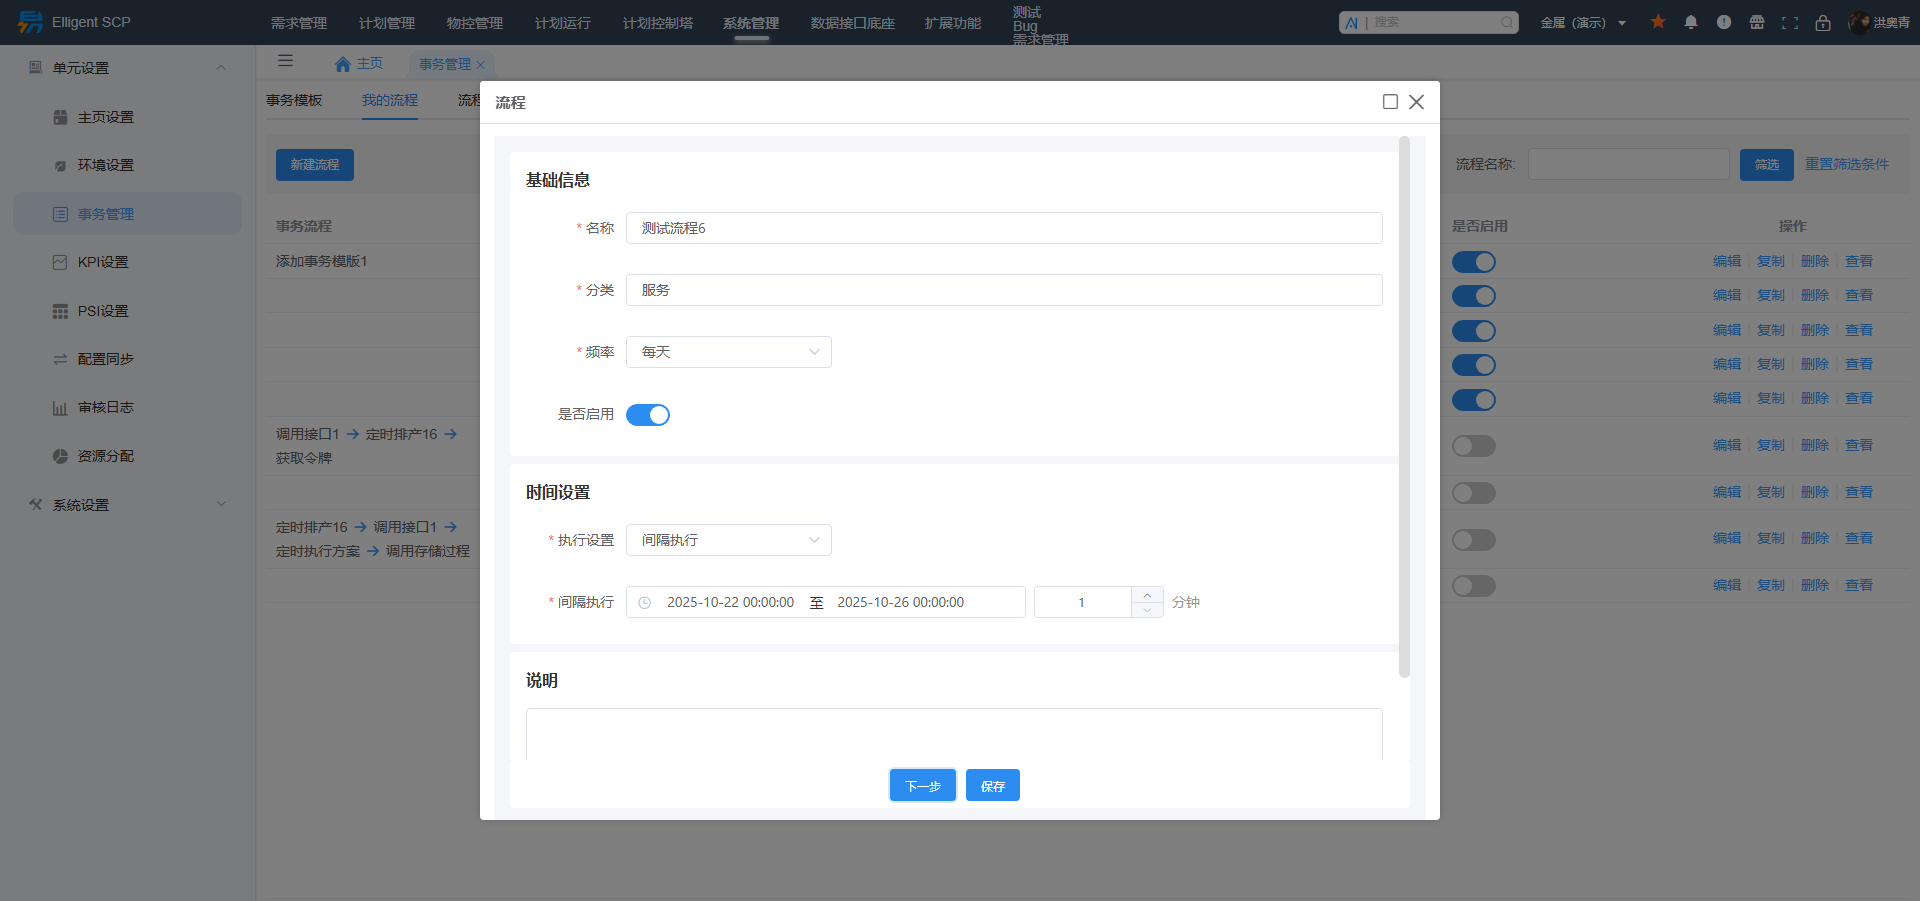 Elligent SCP
需求管理
计划管理
物控管理
计划运行
计划控制塔
系统管理
数据接口底座
扩展功能
测试
Bug
需求管理
AI | 搜索
金属（演示）
洪奥青
单元设置
主页设置
环境设置
事务管理
KPI设置
PSI设置
配置同步
审核日志
资源分配
系统设置
主页
事务管理
事务模板
我的流程
流程
新建流程
流程名称:
筛选
重置筛选条件
事务流程
是否启用
操作
添加事务模版1
编辑 复制 删除 查看
编辑 复制 删除 查看
编辑 复制 删除 查看
编辑 复制 删除 查看
编辑 复制 删除 查看
调用接口1 → 定时排产16 →
获取令牌
编辑 复制 删除 查看
编辑 复制 删除 查看
定时排产16 → 调用接口1 →
定时执行方案 → 调用存储过程
编辑 复制 删除 查看
编辑 复制 删除 查看
流程
基础信息
* 名称 测试流程6
* 分类 服务
* 频率 每天
是否启用
时间设置
* 执行设置 间隔执行
* 间隔执行 2025-10-22 00:00:00 至 2025-10-26 00:00:00 1 分钟
说明
下一步
保存